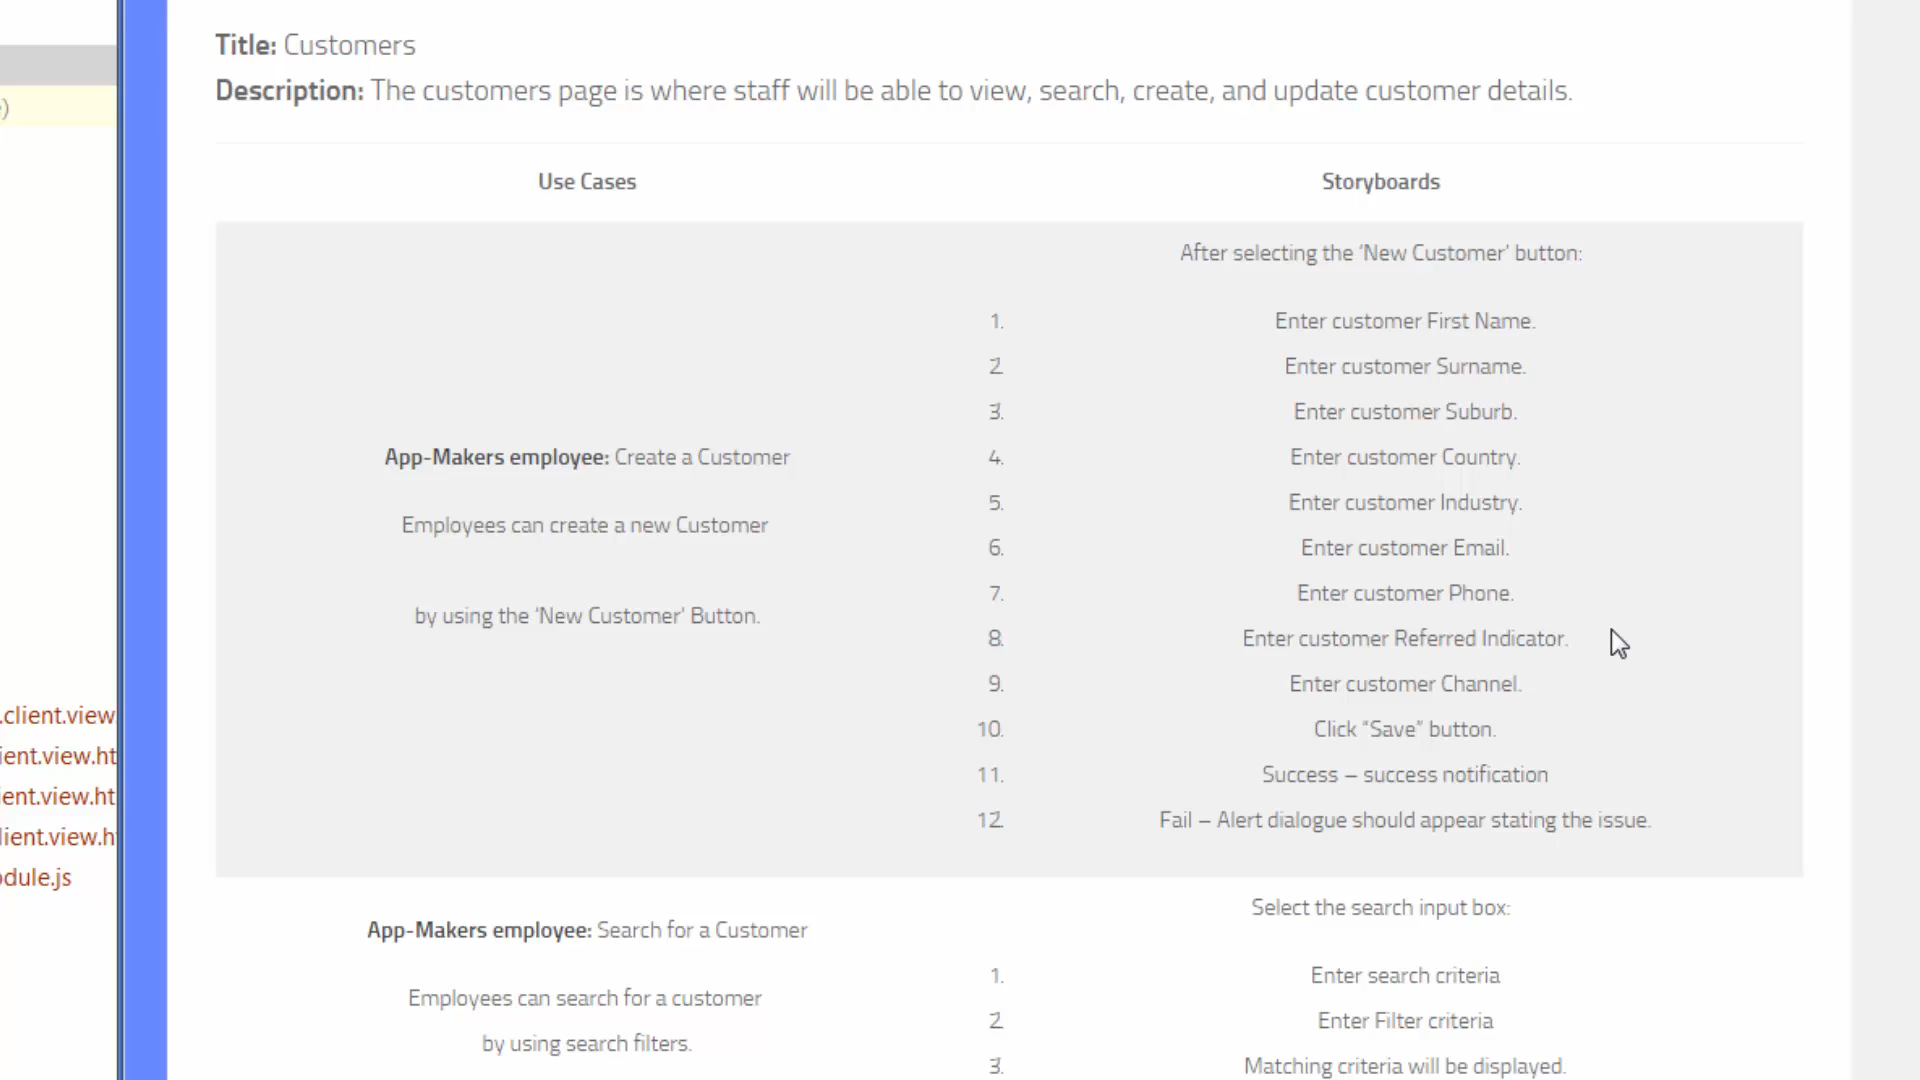 Title: Customers
Description: The customers page is where staff will be able to view, search, create, and update customer details.
Use Cases
Storyboards
App-Makers employee: Create a Customer
Employees can create a new Customer
by using the ‘New Customer’ Button.
After selecting the ‘New Customer’ button:
1. Enter customer First Name.
2. Enter customer Surname.
3. Enter customer Suburb.
4. Enter customer Country.
5. Enter customer Industry.
6. Enter customer Email.
7. Enter customer Phone.
8. Enter customer Referred Indicator.
9. Enter customer Channel.
10. Click “Save” button.
11. Success – success notification
12. Fail – Alert dialogue should appear stating the issue.
App-Makers employee: Search for a Customer
Employees can search for a customer
by using search filters.
Select the search input box:
1. Enter search criteria
2. Enter Filter criteria
3. Matching criteria will be displayed.
)
.client.view
ient.view.ht
ient.view.ht
lient.view.h
odule.js